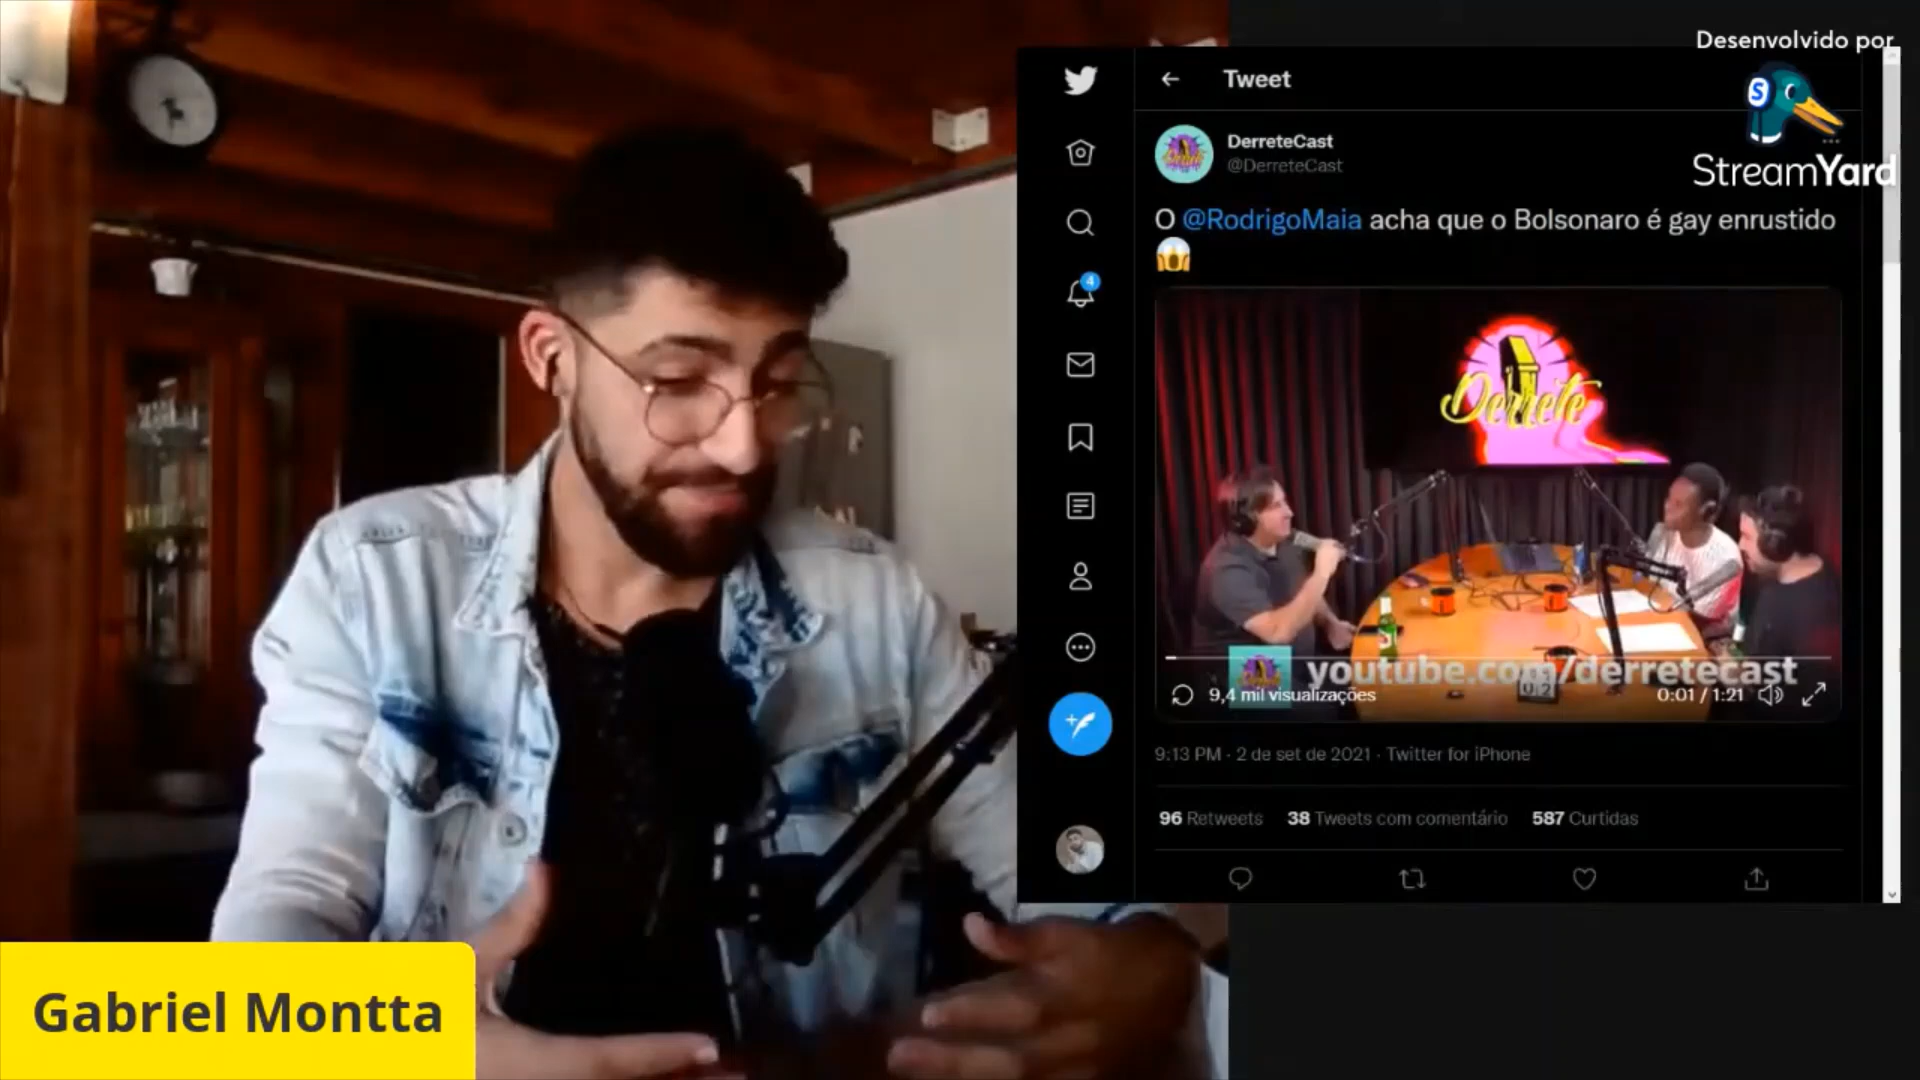 Desenvolvido por
StreamYard
Tweet
DerreteCast
@DerreteCast
O @RodrigoMaia acha que o Bolsonaro é gay enrustido
4
Derrete
youtube.com/derretecast
9,4 mil visualizações
0:01 / 1:21
9:13 PM · 2 de set de 2021 · Twitter for iPhone
96 Retweets 38 Tweets com comentário 587 Curtidas
Gabriel Montta